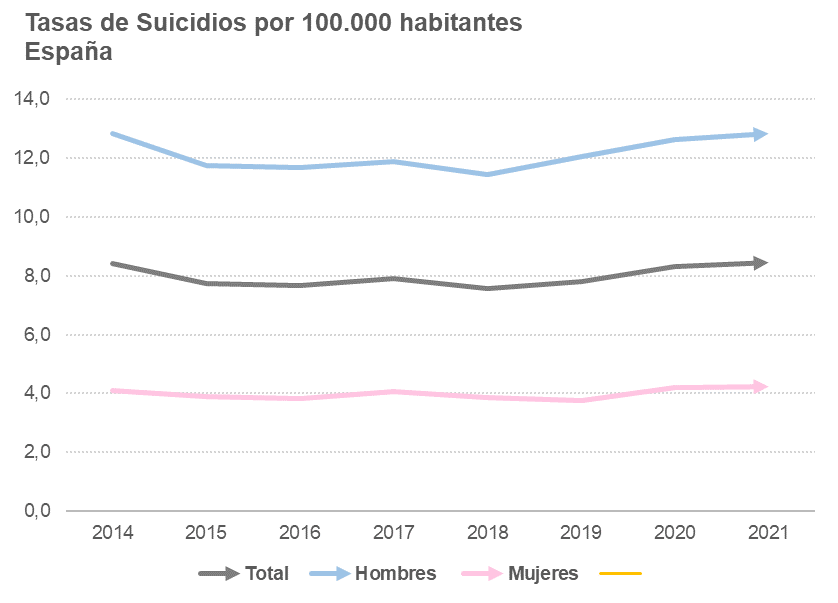 Tasas de Suicidios por 100.000 habitantes
España
14,0
12,0
10,0
8,0
6,0
4,0
2,0
0,0
2014 2015 2016 2017 2018 2019 2020 2021
Total Hombres Mujeres